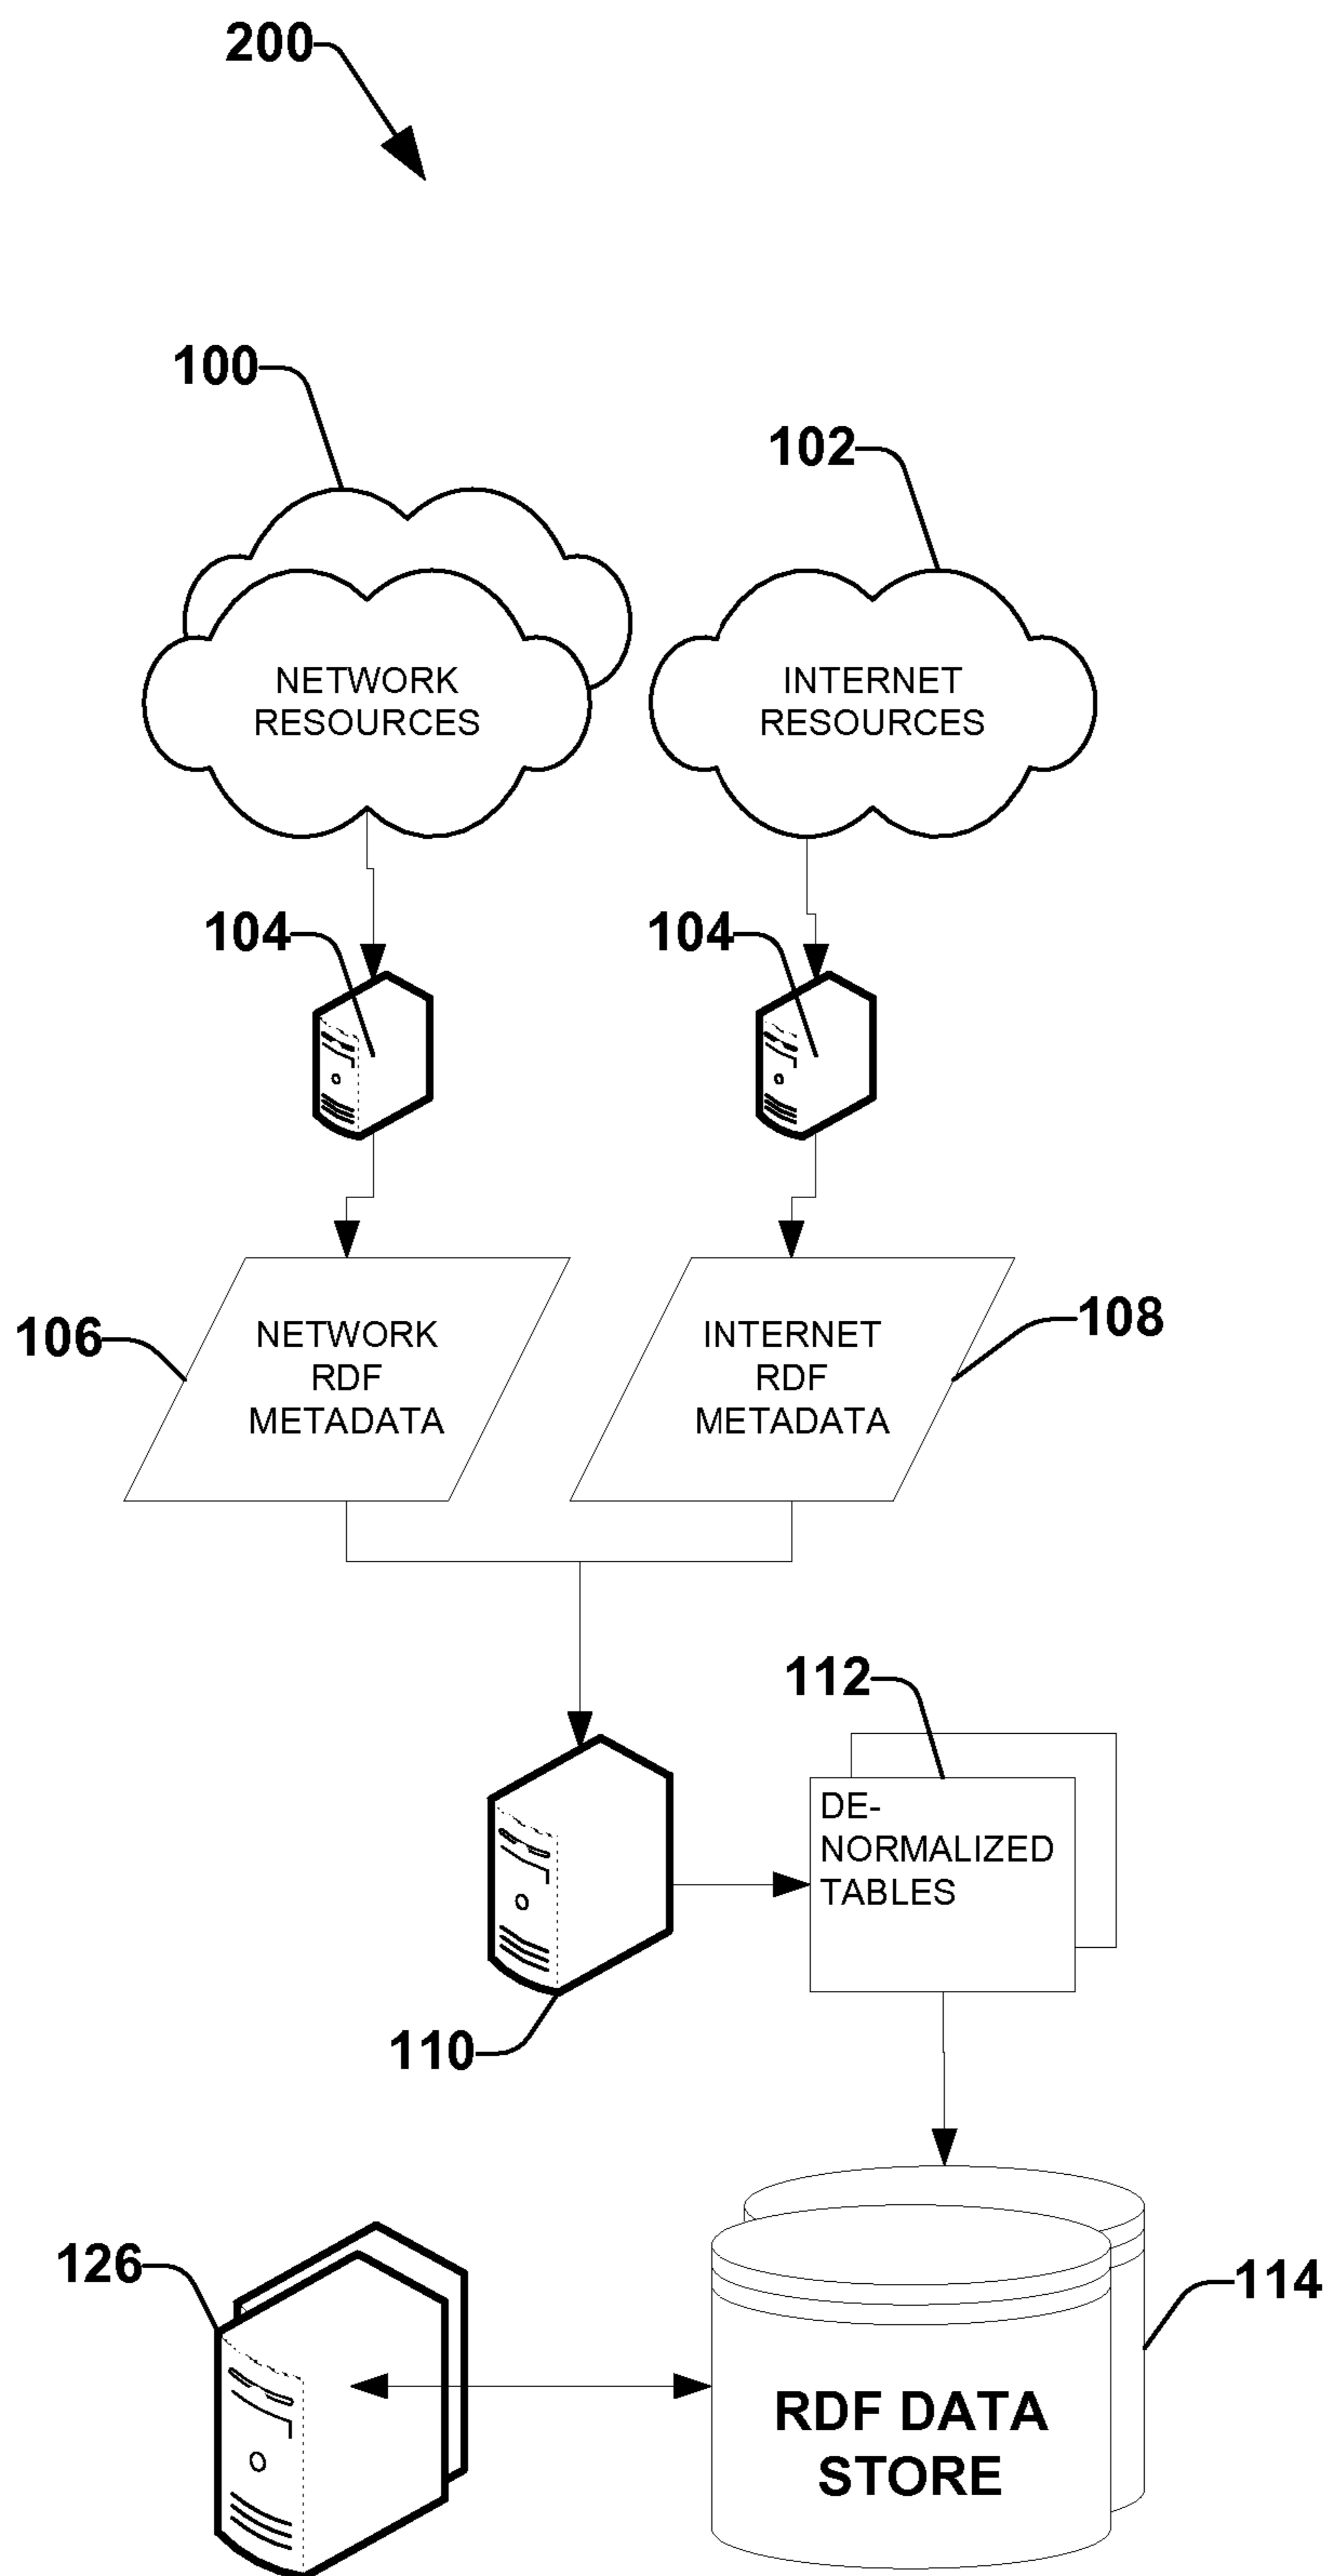 200
100
102
NETWORK
RESOURCES
INTERNET
RESOURCES
104
104
106
NETWORK
RDF
METADATA
INTERNET
RDF
METADATA
108
112
DE-
NORMALIZED
TABLES
110
126
114
RDF DATA
STORE